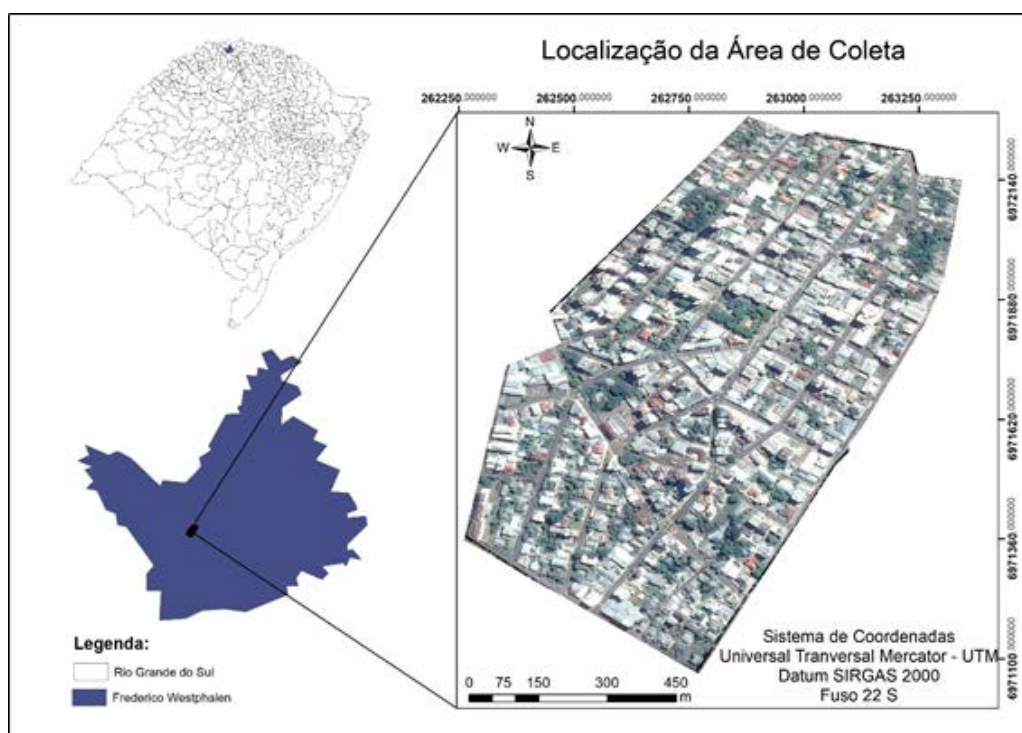 Localização da Área de Coleta
262250,000000 262500,000000 262750,000000 263000,000000 263250,000000
N
W E
S
6972140,000000
6971880,000000
6971620,000000
6971360,000000
6971100,000000
Legenda:
Rio Grande do Sul
Frederico Westphalen
0 75 150 300 450
m
Sistema de Coordenadas
Universal Tranversal Mercator - UTM
Datum SIRGAS 2000
Fuso 22 S